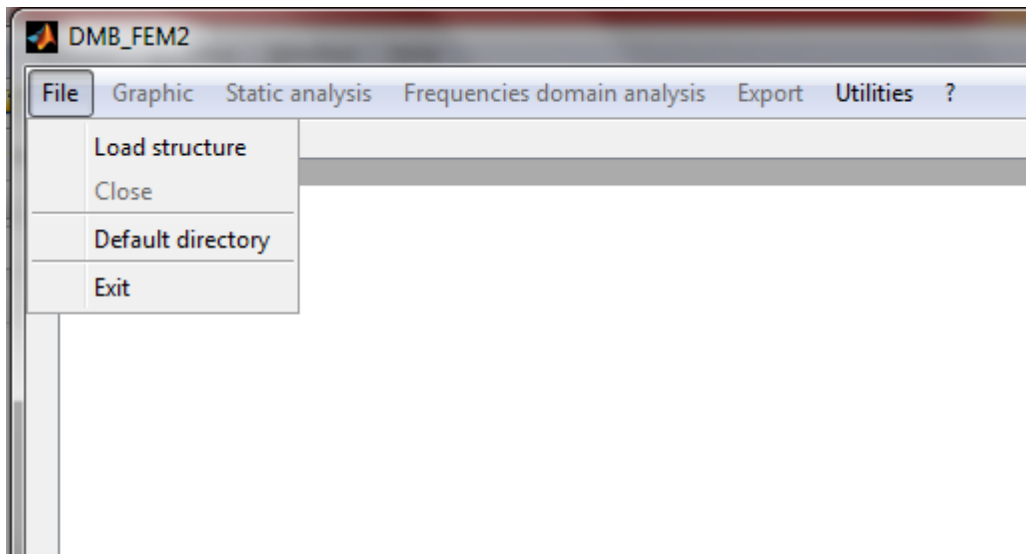 DMB_FEM2
File Graphic Static analysis Frequencies domain analysis Export Utilities ?
Load structure
Close
Default directory
Exit